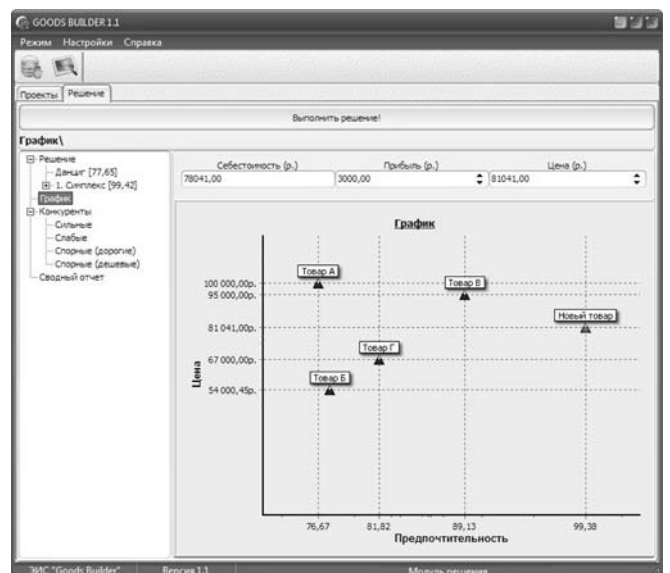 GOODS BUILDER 1.1
Режим Настройки Справка
Проекты Решение
Выполнить решение!
График\
Решение
Данциг [77,65]
1. Симплекс [99,42]
График
Конкуренты
Сильные
Слабые
Спорные (дорогие)
Спорные (дешевые)
Сводный отчет
Себестоимость (р.) Прибыль (р.) Цена (р.)
78041,00 3000,00 81041,00
График
Товар А
Товар В
100 000,00р.
95 000,00р.
Новый товар
81 041,00р.
Товар Г
67 000,00р.
Товар Б
54 000,45р.
Цена
76,67 81,82 89,13 99,38
Предпочтительность
ЭИС "Goods Builder" Версия 1.1 Модуль решения